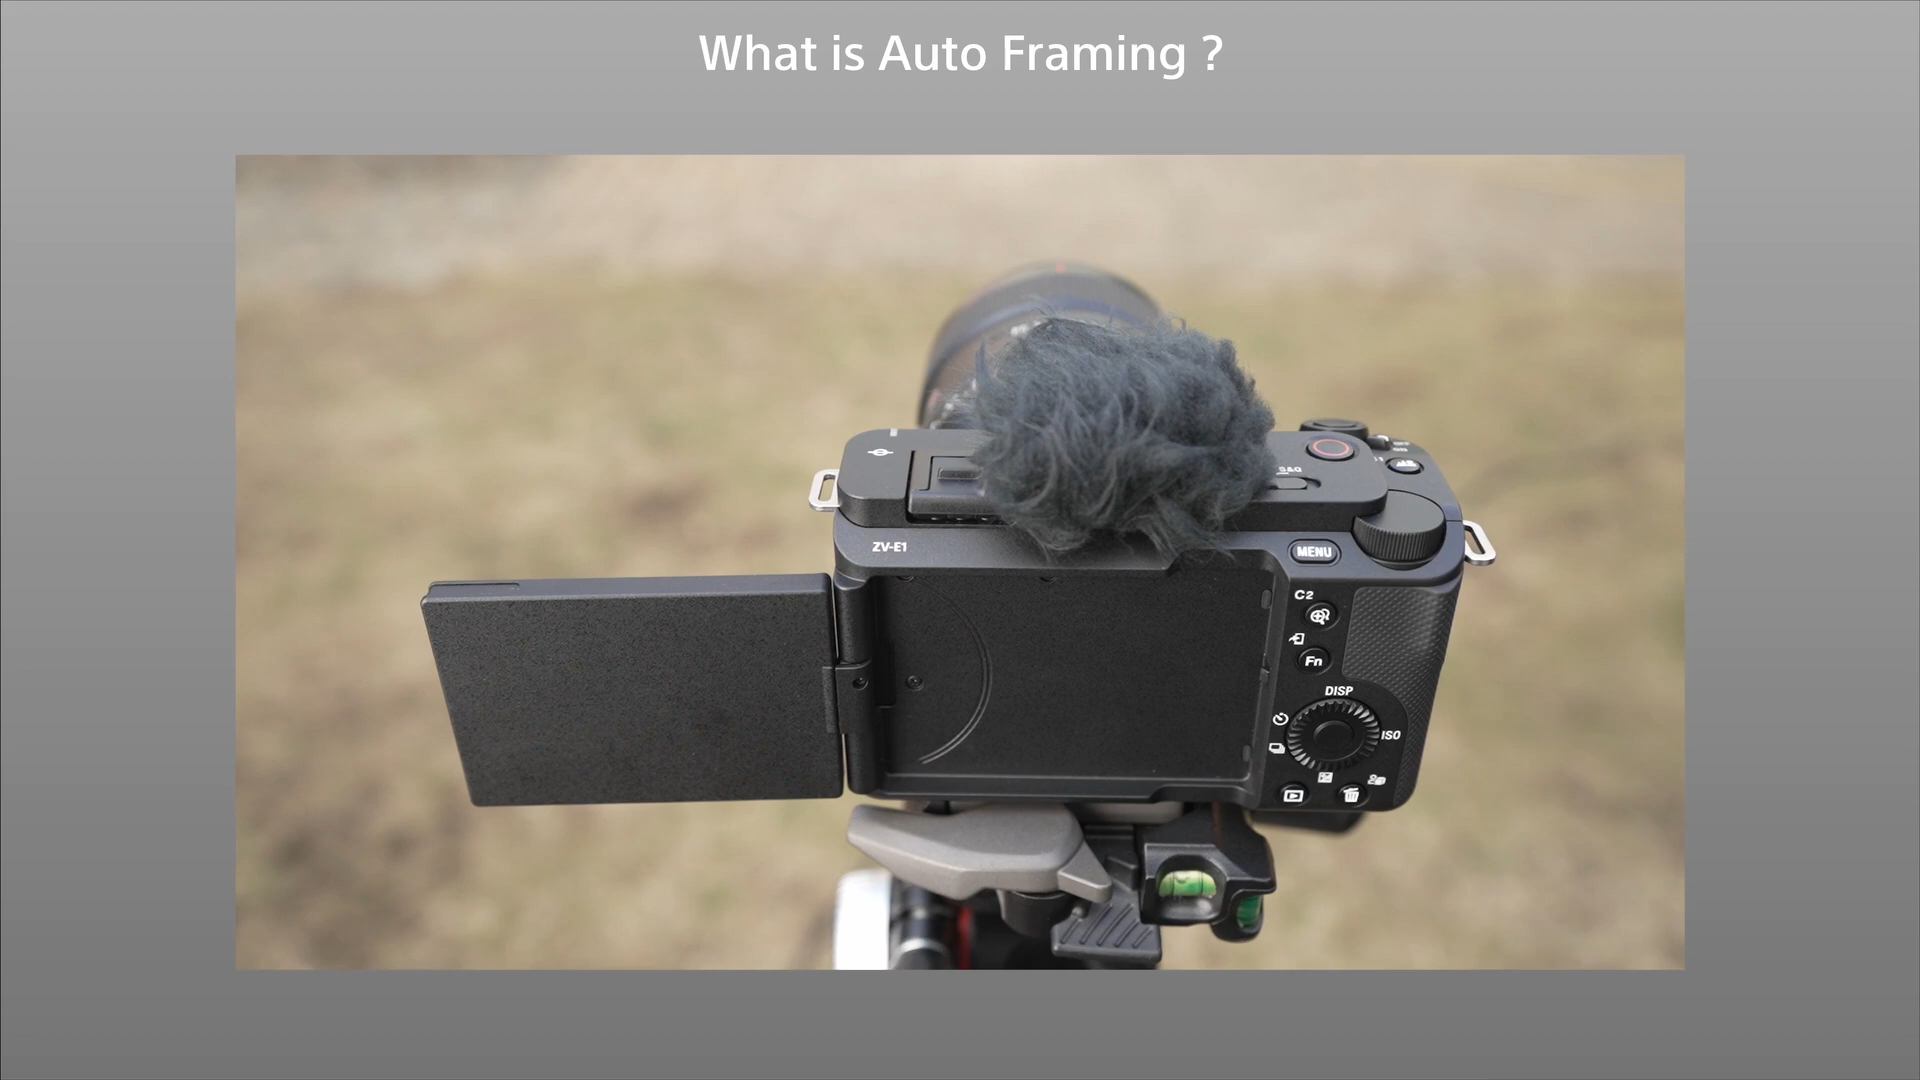 What is Auto Framing ?
S&Q
ZV-E1
MENU
C2
Fn
DISP
ISO